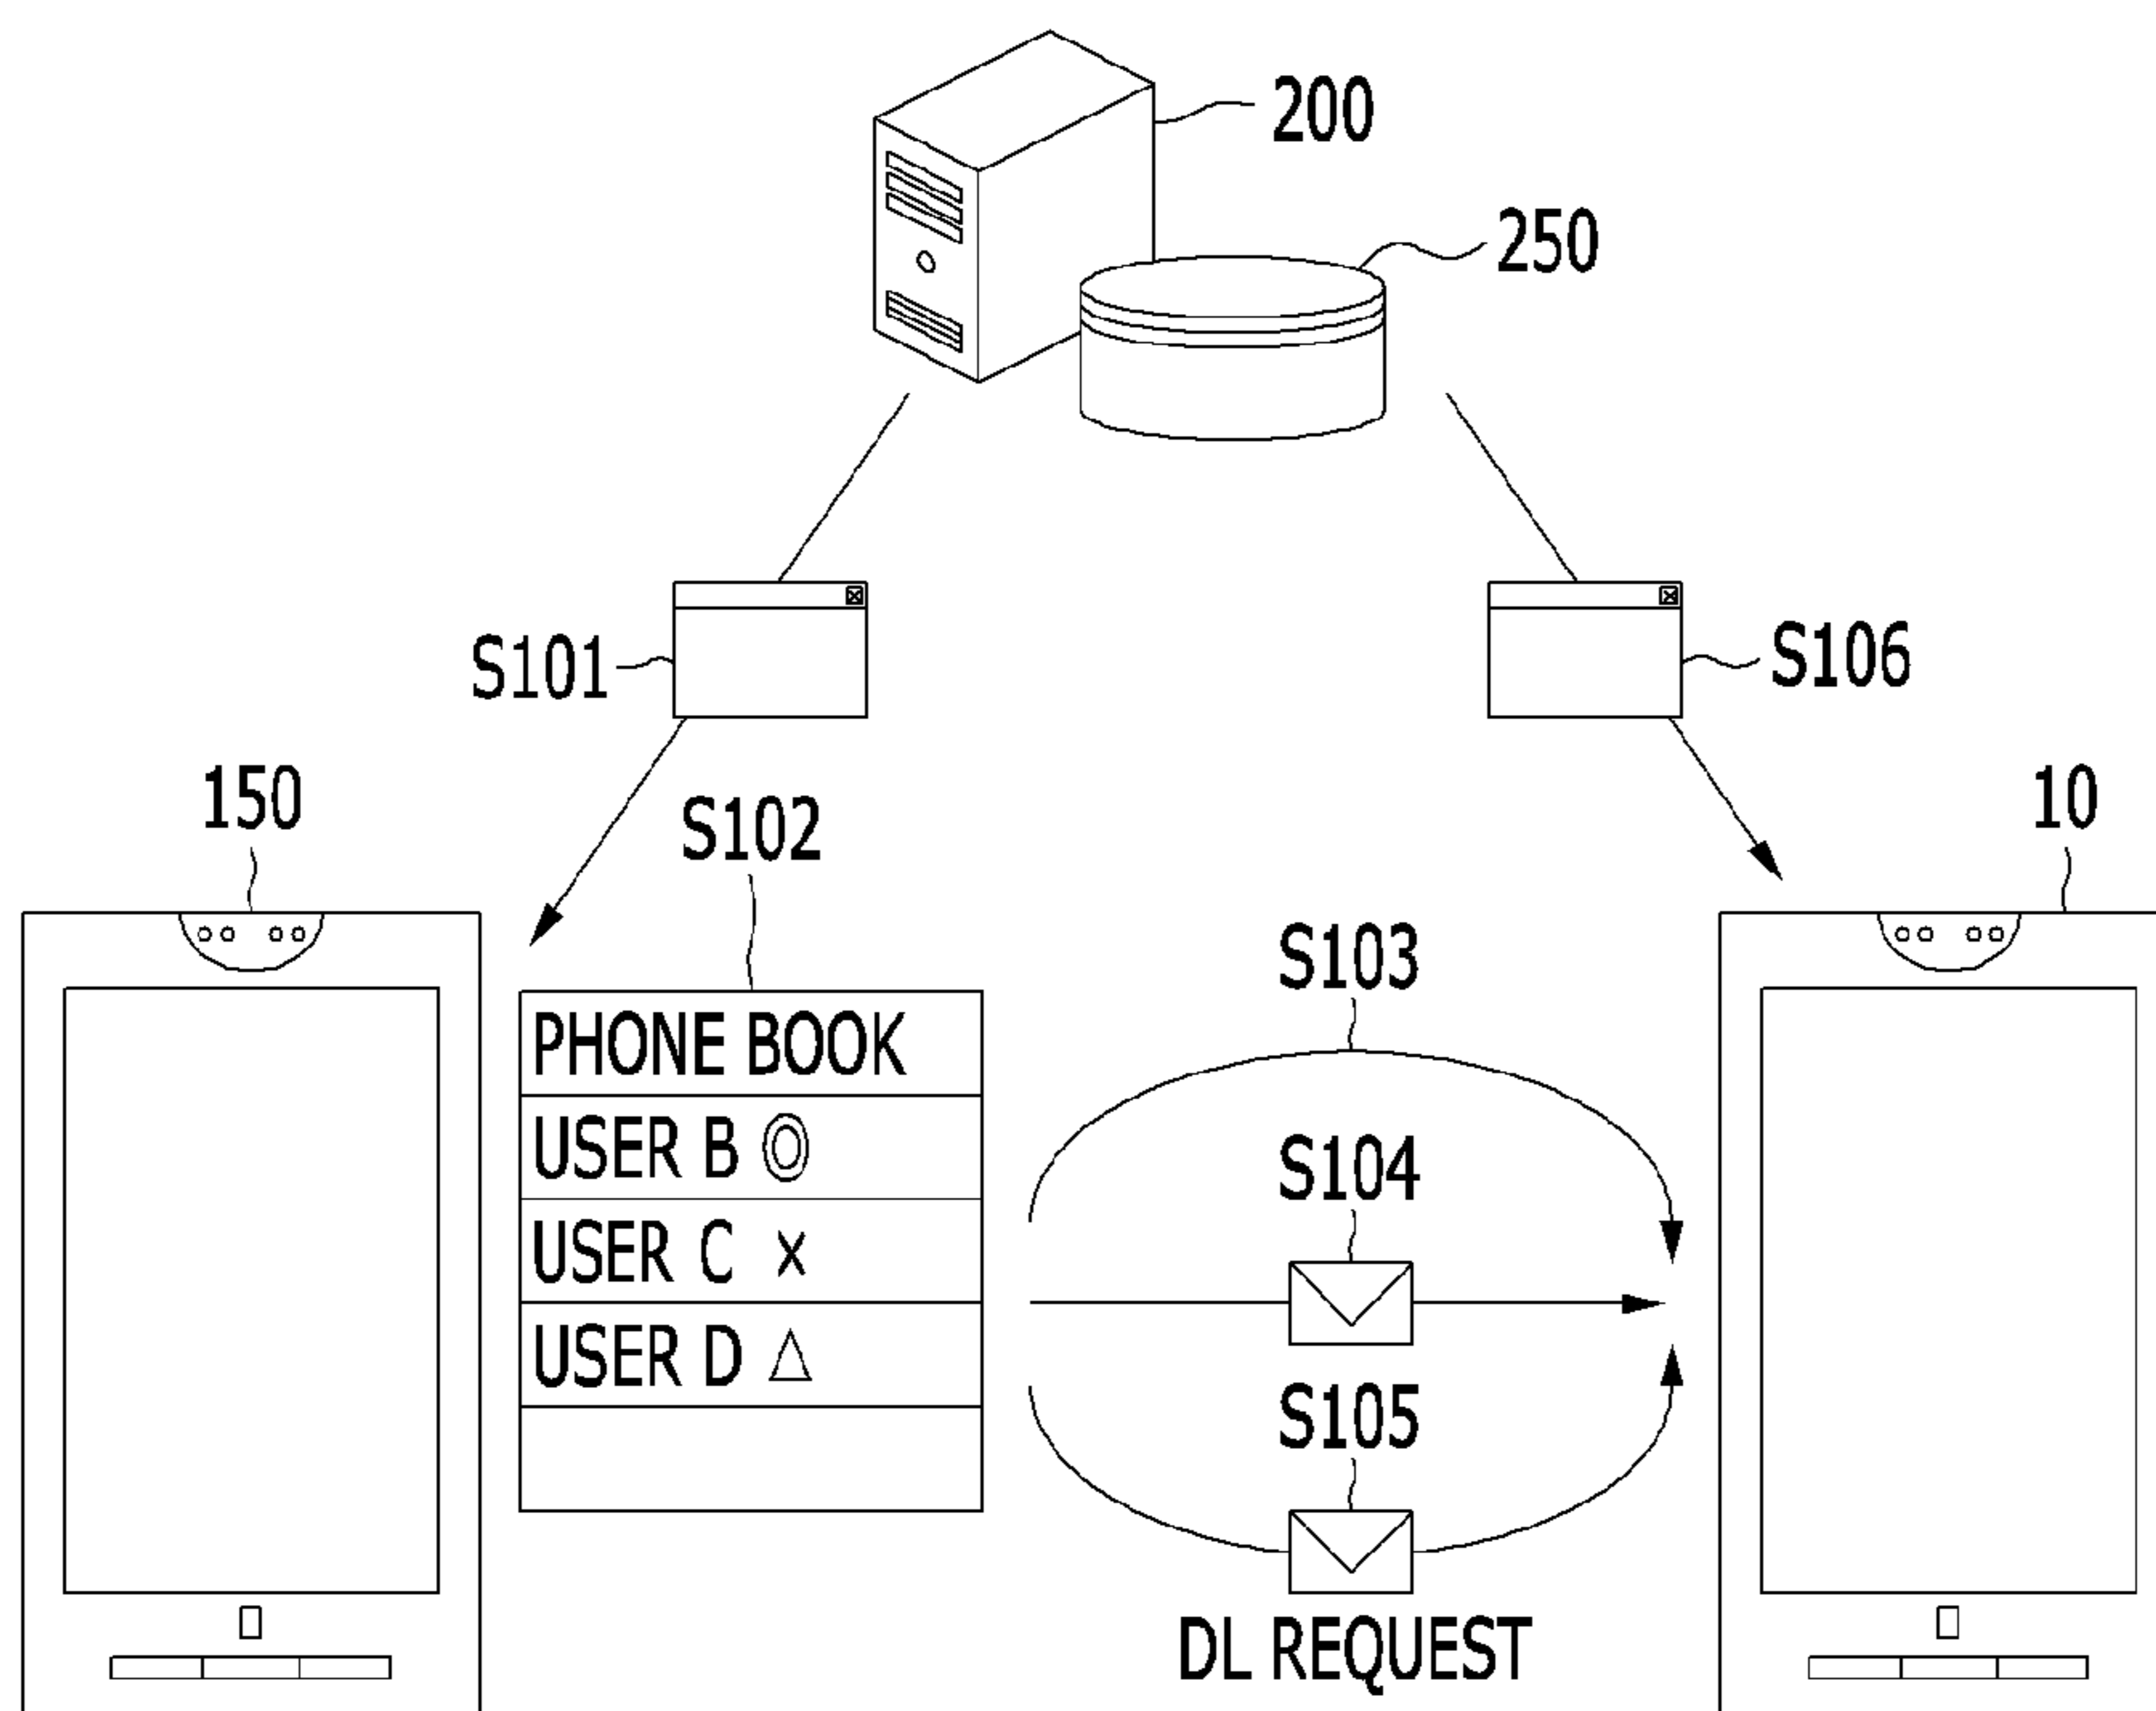 200
250
S101
S106
150
S102
10
S103
PHONE BOOK
USER B ◎
S104
USER C X
USER D △
S105
DL REQUEST